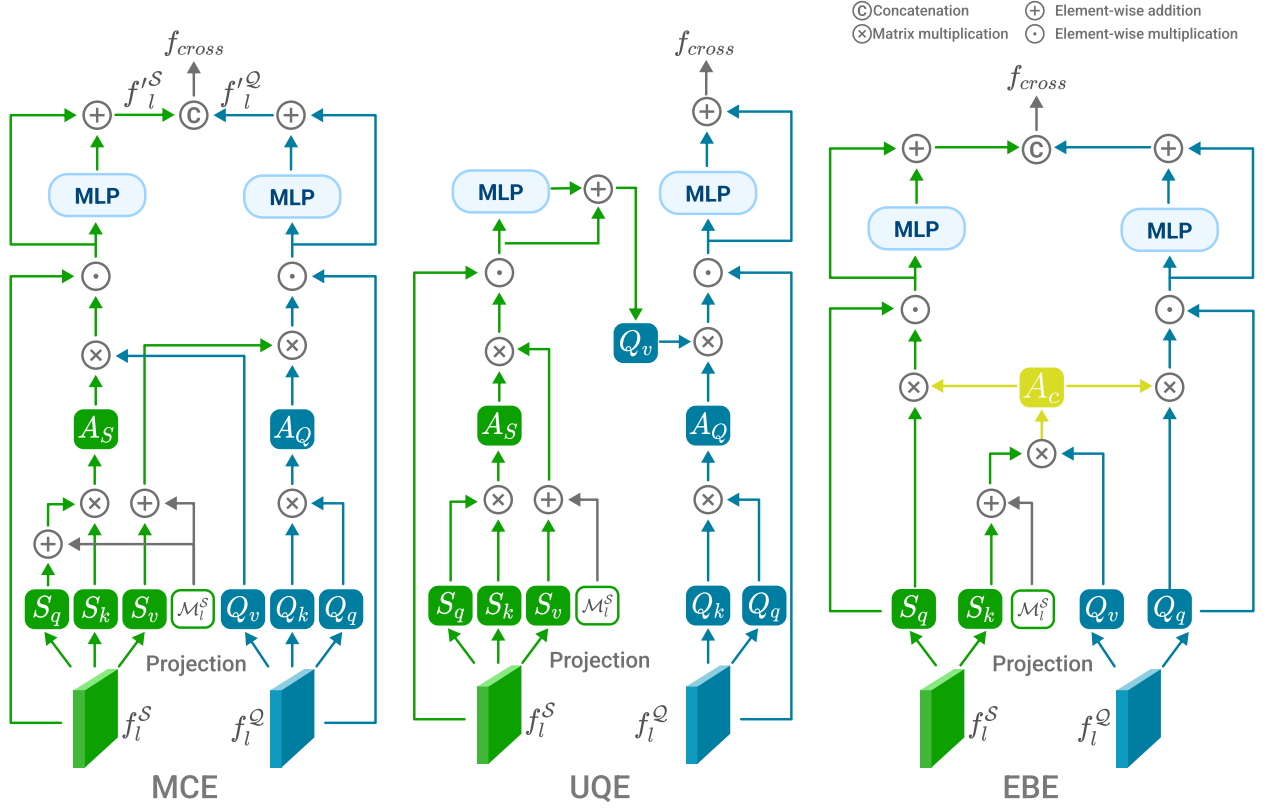 Ⓒ Concatenation ⊕ Element-wise addition
⊗ Matrix multiplication ⊙ Element-wise multiplication
f_cross
f'_l^S C f'_l^Q
MLP MLP
A_S A_Q
S_q S_k S_v M_l^S Q_v Q_k Q_q
Projection
f_l^S f_l^Q
MCE
f_cross
MLP MLP
Q_v
A_S A_Q
S_q S_k S_v M_l^S Q_k Q_q
Projection
f_l^S f_l^Q
UQE
f_cross
C
MLP MLP
A_c
S_q S_k M_l^S Q_v Q_q
Projection
f_l^S f_l^Q
EBE